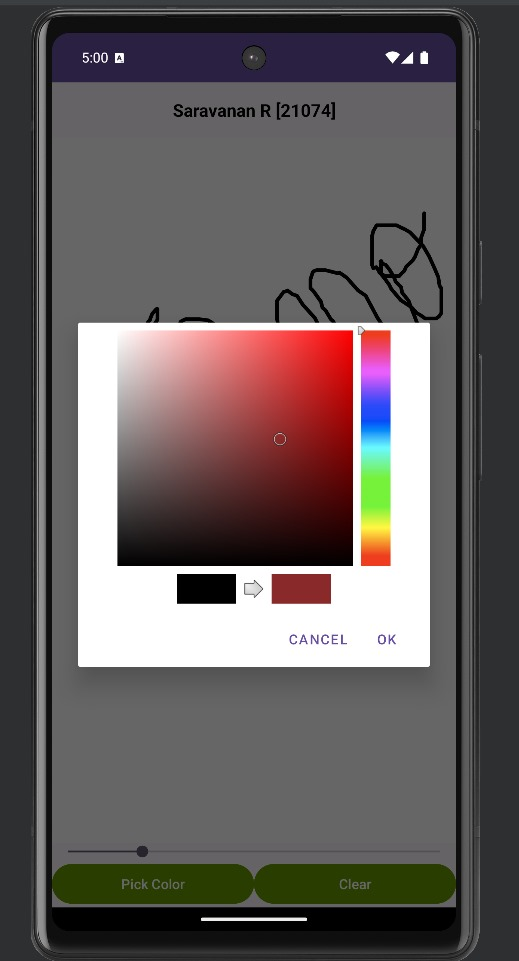 5:00 A
Saravanan R [21074]
CANCEL OK
Pick Color Clear